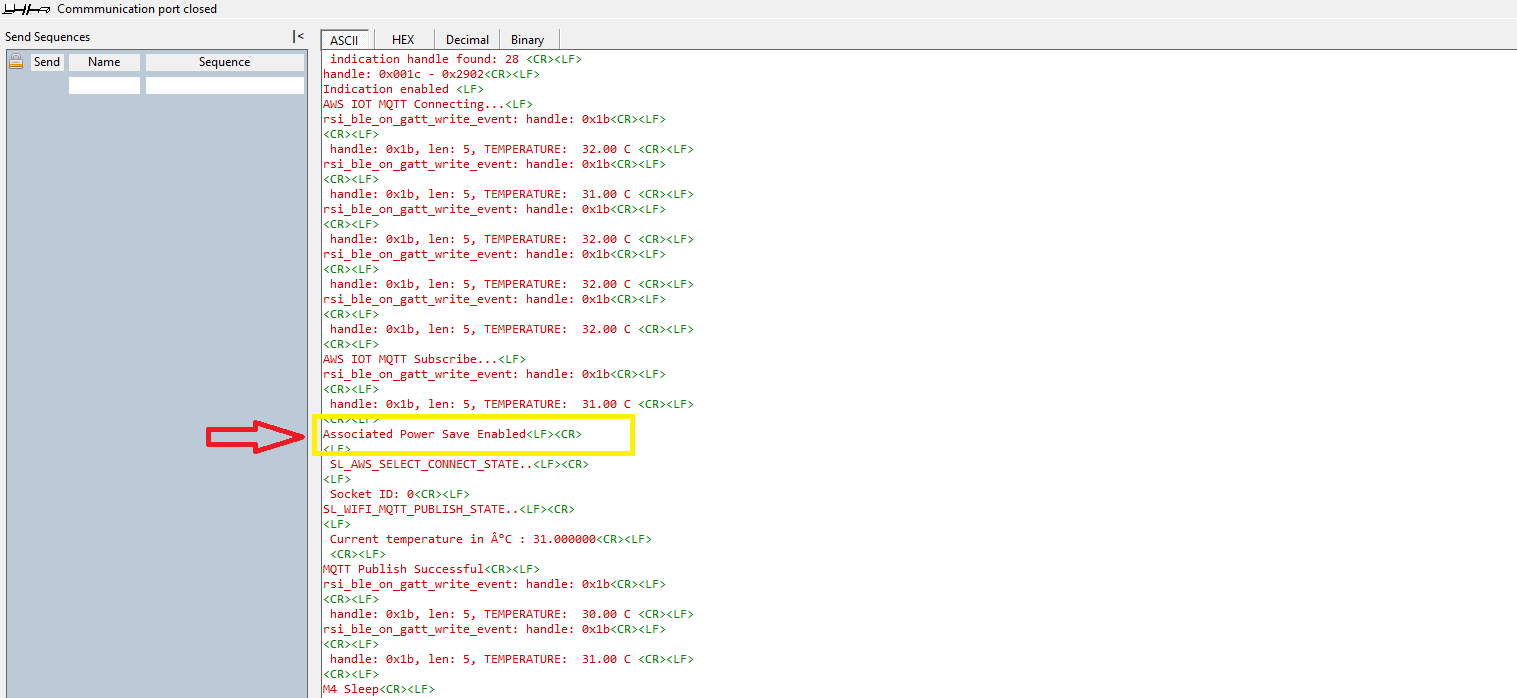 Commmunication port closed
Send Sequences
|<
ASCII HEX Decimal Binary
Send Name Sequence
indication handle found: 28 <CR><LF>
handle: 0x001c - 0x2902<CR><LF>
Indication enabled <LF>
AWS IOT MQTT Connecting...<LF>
rsi_ble_on_gatt_write_event: handle: 0x1b<CR><LF>
<CR><LF>
handle: 0x1b, len: 5, TEMPERATURE:  32.00 C <CR><LF>
rsi_ble_on_gatt_write_event: handle: 0x1b<CR><LF>
<CR><LF>
handle: 0x1b, len: 5, TEMPERATURE:  31.00 C <CR><LF>
rsi_ble_on_gatt_write_event: handle: 0x1b<CR><LF>
<CR><LF>
handle: 0x1b, len: 5, TEMPERATURE:  32.00 C <CR><LF>
rsi_ble_on_gatt_write_event: handle: 0x1b<CR><LF>
<CR><LF>
handle: 0x1b, len: 5, TEMPERATURE:  32.00 C <CR><LF>
rsi_ble_on_gatt_write_event: handle: 0x1b<CR><LF>
<CR><LF>
handle: 0x1b, len: 5, TEMPERATURE:  32.00 C <CR><LF>
<CR><LF>
AWS IOT MQTT Subscribe...<LF>
rsi_ble_on_gatt_write_event: handle: 0x1b<CR><LF>
<CR><LF>
handle: 0x1b, len: 5, TEMPERATURE:  31.00 C <CR><LF>
<CR><LF>
Associated Power Save Enabled<LF><CR>
<LF>
SL_AWS_SELECT_CONNECT_STATE..<LF><CR>
<LF>
Socket ID: 0<CR><LF>
SL_WIFI_MQTT_PUBLISH_STATE..<LF><CR>
<LF>
Current temperature in Â°C : 31.000000<CR><LF>
<CR><LF>
MQTT Publish Successful<CR><LF>
rsi_ble_on_gatt_write_event: handle: 0x1b<CR><LF>
<CR><LF>
handle: 0x1b, len: 5, TEMPERATURE:  30.00 C <CR><LF>
rsi_ble_on_gatt_write_event: handle: 0x1b<CR><LF>
<CR><LF>
handle: 0x1b, len: 5, TEMPERATURE:  31.00 C <CR><LF>
<CR><LF>
M4 Sleep<CR><LF>